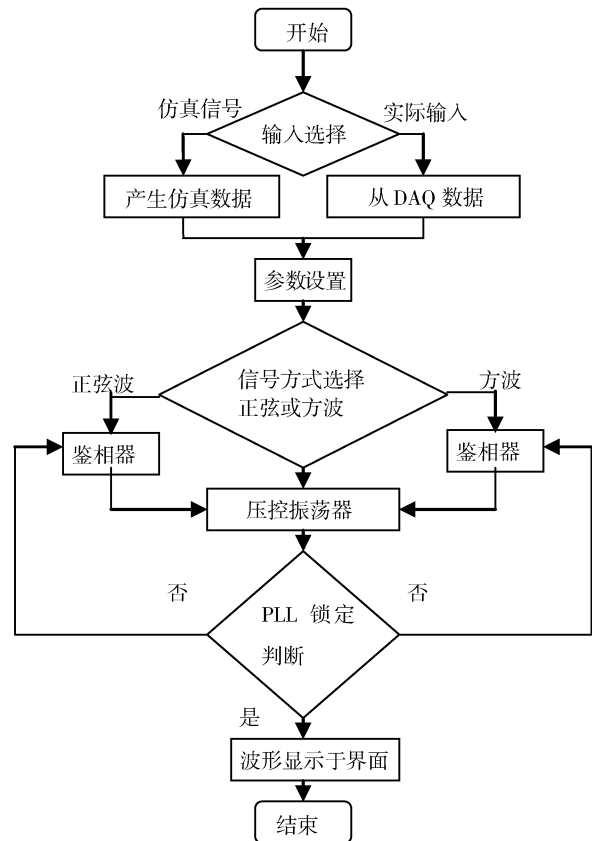 开始
仿真信号
实际输入
输入选择
产生仿真数据
从 DAQ 数据
参数设置
信号方式选择
正弦或方波
正弦波
方波
鉴相器
鉴相器
压控振荡器
否
否
PLL 锁定
判断
是
波形显示于界面
结束